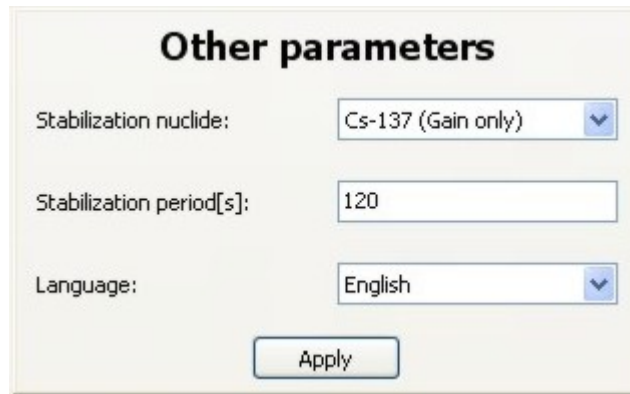 Other parameters
Stabilization nuclide: Cs-137 (Gain only)
Stabilization period[s]: 120
Language: English
Apply